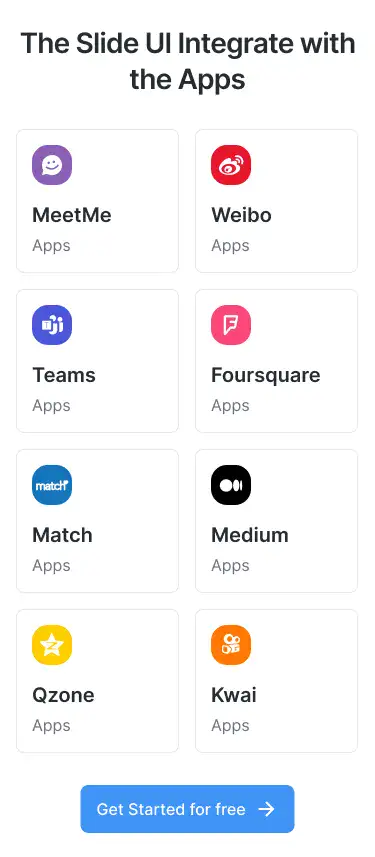 The Slide UI Integrate with
the Apps
MeetMe
Apps
Weibo
Apps
Teams
Apps
Foursquare
Apps
match
Match
Apps
Medium
Apps
Qzone
Apps
Kwai
Apps
Get Started for free